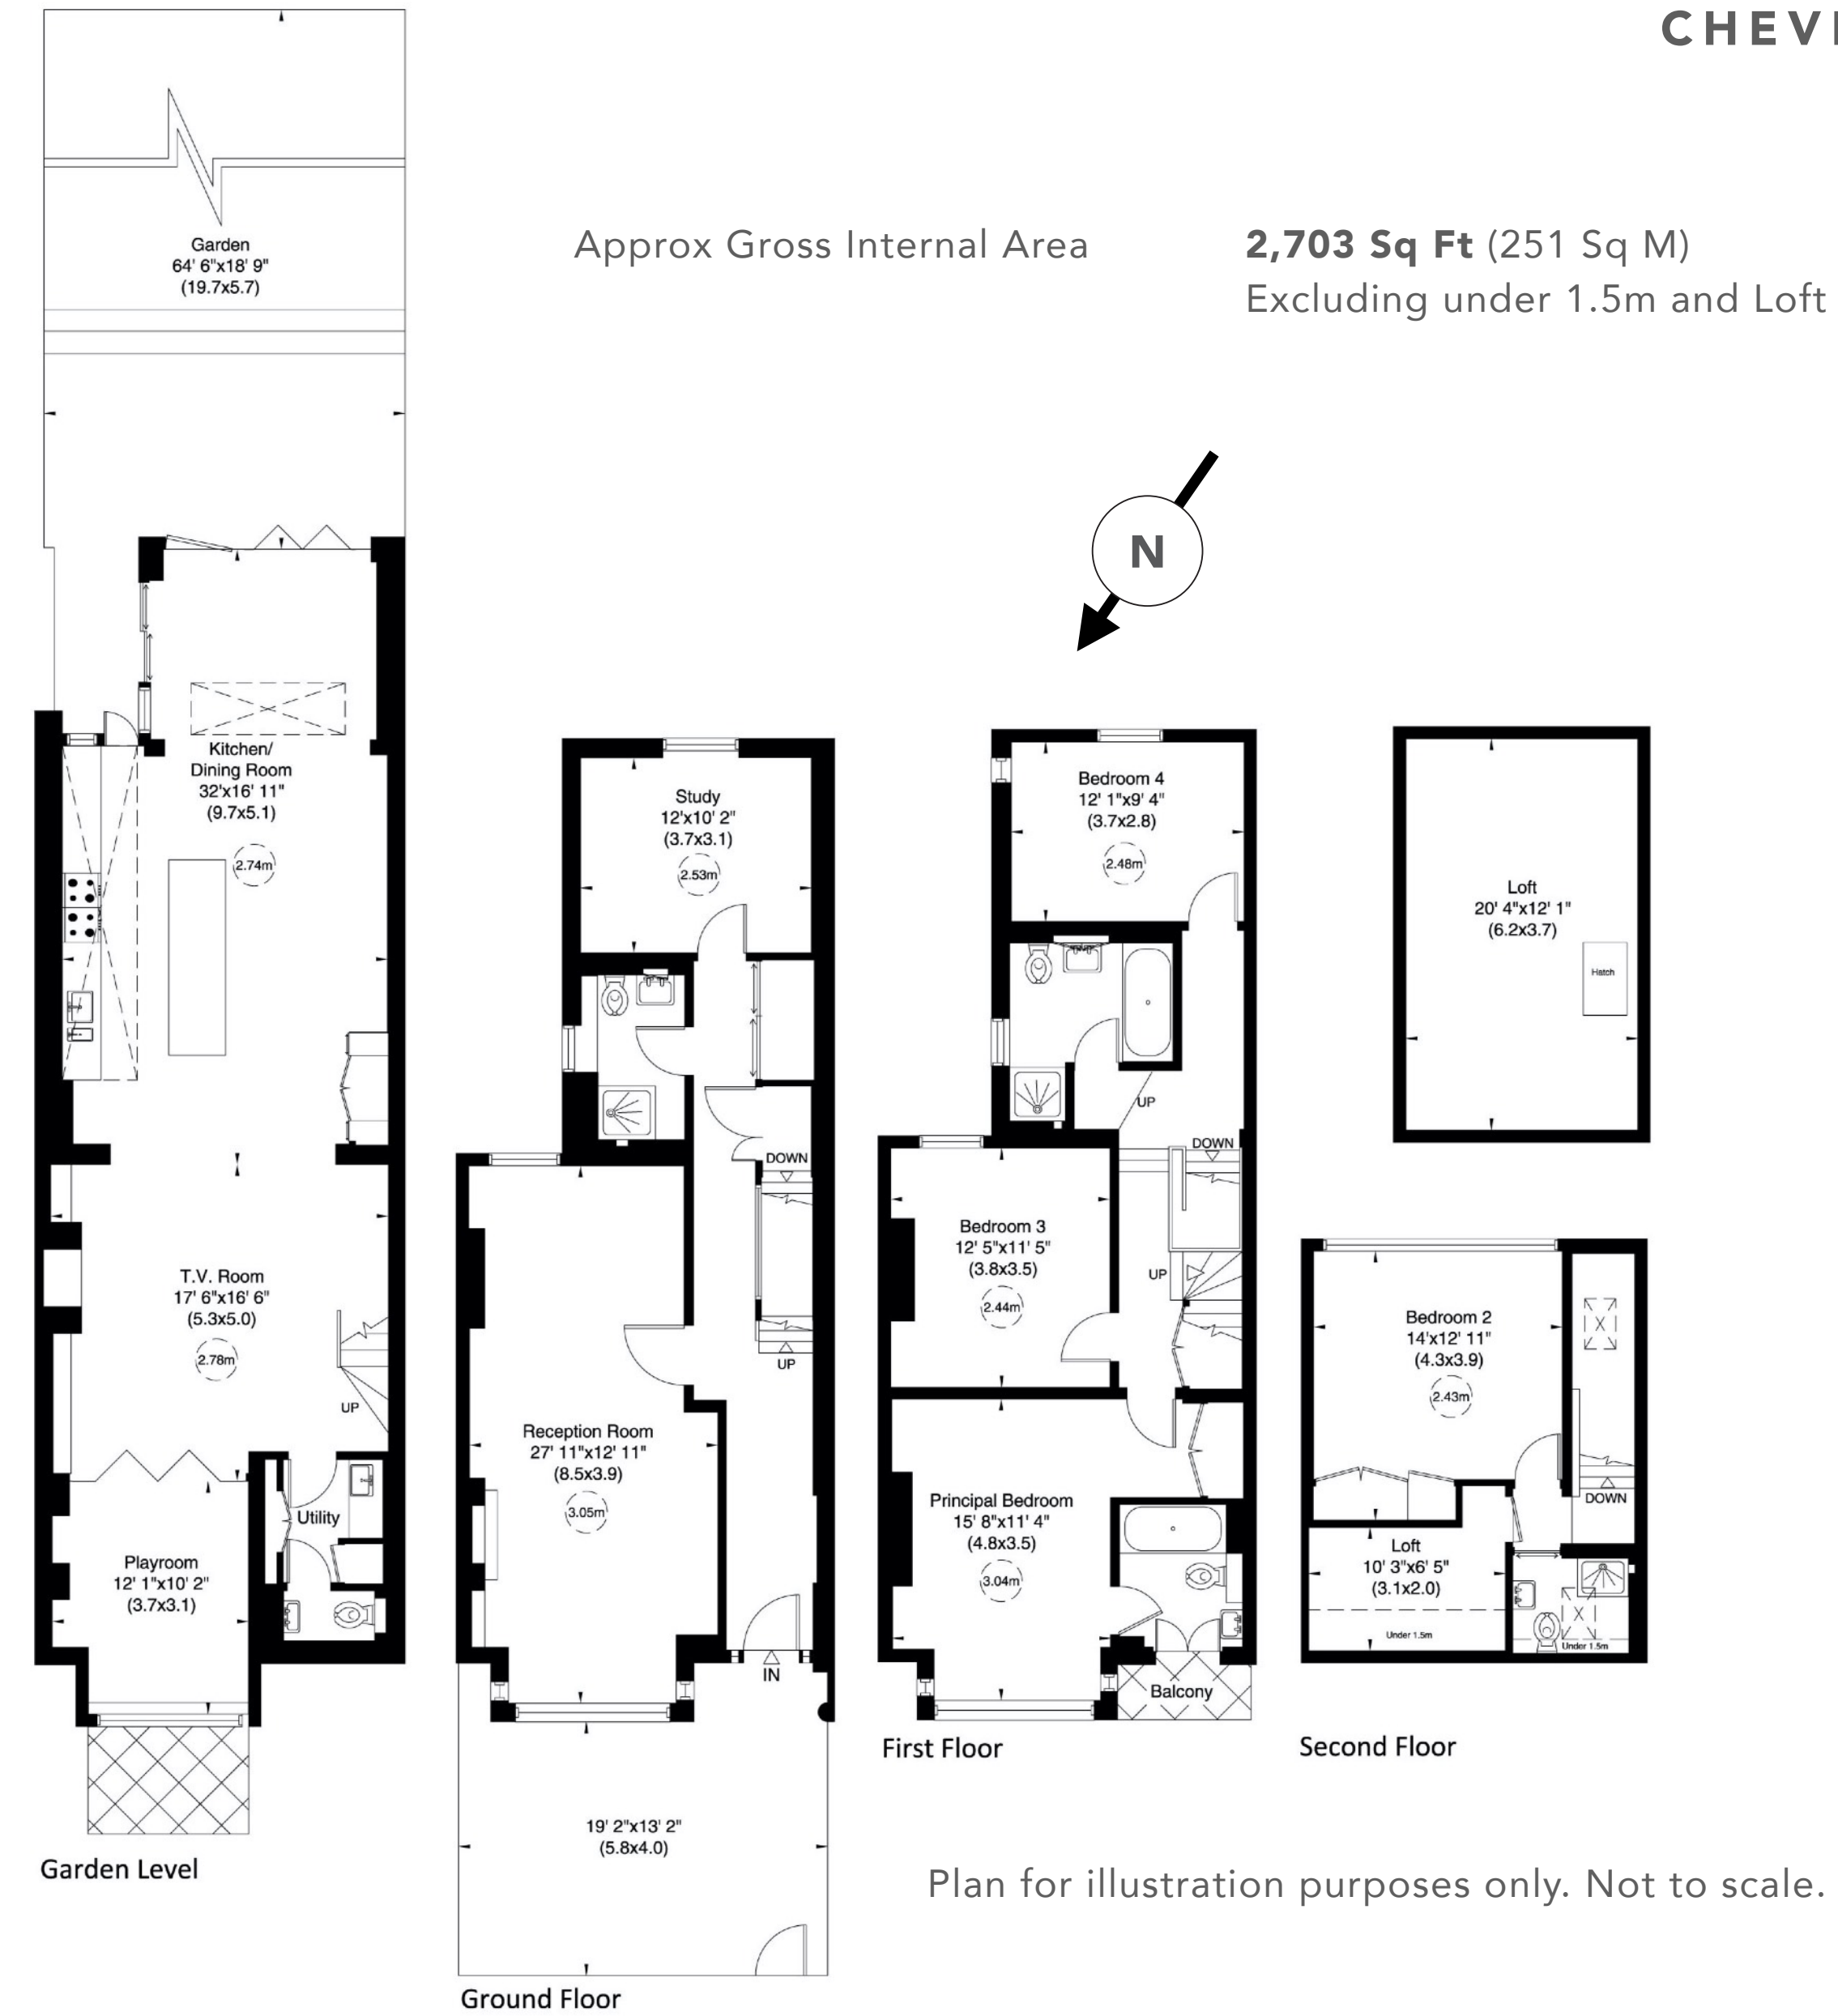 Approx Gross Internal Area
2,703 Sq Ft (251 Sq M)
Excluding under 1.5m and Loft
N
Garden
64' 6"x18' 9"
(19.7x5.7)
Kitchen/
Dining Room
32'x16' 11"
(9.7x5.1)
2.74m
T.V. Room
17' 6"x16' 6"
(5.3x5.0)
2.78m
UP
Utility
Playroom
12' 1"x10' 2"
(3.7x3.1)
Garden Level
Study
12'x10' 2"
(3.7x3.1)
2.53m
DOWN
UP
Reception Room
27' 11"x12' 11"
(8.5x3.9)
3.05m
IN
19' 2"x13' 2"
(5.8x4.0)
Ground Floor
Bedroom 4
12' 1"x9' 4"
(3.7x2.8)
2.48m
UP
DOWN
Bedroom 3
12' 5"x11' 5"
(3.8x3.5)
2.44m
UP
Principal Bedroom
15' 8"x11' 4"
(4.8x3.5)
3.04m
Balcony
First Floor
Loft
20' 4"x12' 1"
(6.2x3.7)
Hatch
Bedroom 2
14'x12' 11"
(4.3x3.9)
2.43m
DOWN
Loft
10' 3"x6' 5"
(3.1x2.0)
Under 1.5m
Under 1.5m
Second Floor
Plan for illustration purposes only. Not to scale.